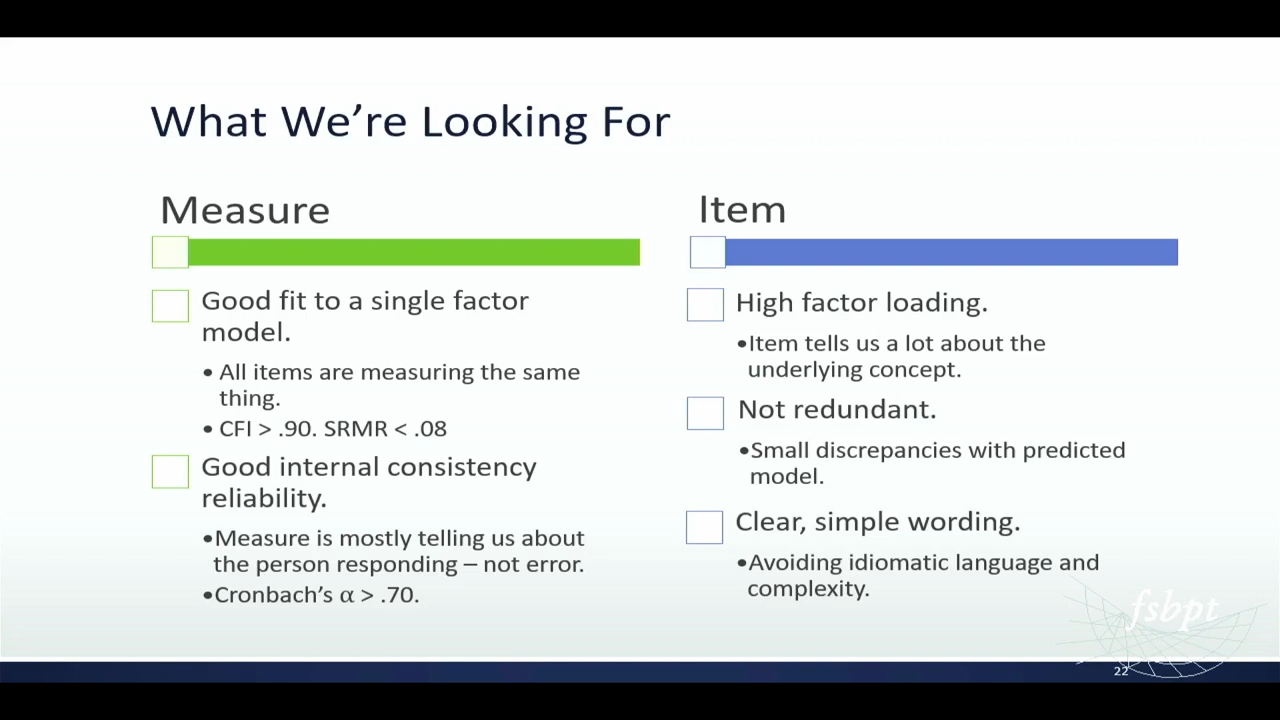 What We're Looking For
Measure
Good fit to a single factor
model.
• All items are measuring the same
thing.
• CFI > .90. SRMR < .08
Good internal consistency
reliability.
•Measure is mostly telling us about
the person responding – not error.
•Cronbach's α > .70.
Item
High factor loading.
•Item tells us a lot about the
underlying concept.
Not redundant.
•Small discrepancies with predicted
model.
Clear, simple wording.
•Avoiding idiomatic language and
complexity.
fsbpt
22